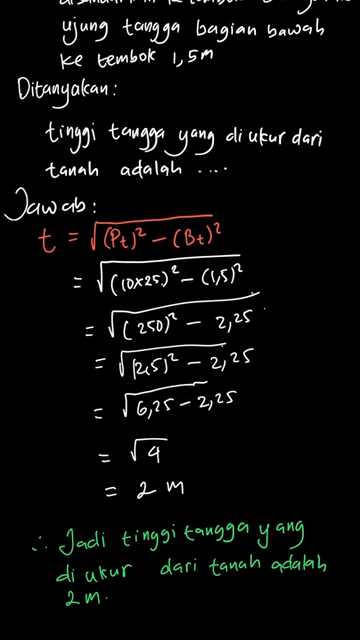 ujung tangga bagian bawah
ke tembok 1,5m
Ditanyakan:
tinggi tangga yang di ukur dari
tanah adalah ....
Jawab:
t = √(Pt)² - (Bt)²
= √(10×25)² - (1,5)²
= √(250)² - 2,25
= √(2,5)² - 2,25
= √6,25 - 2,25
= √4
= 2 m
∴ Jadi tinggi tangga yang
di ukur dari tanah adalah
2 m.